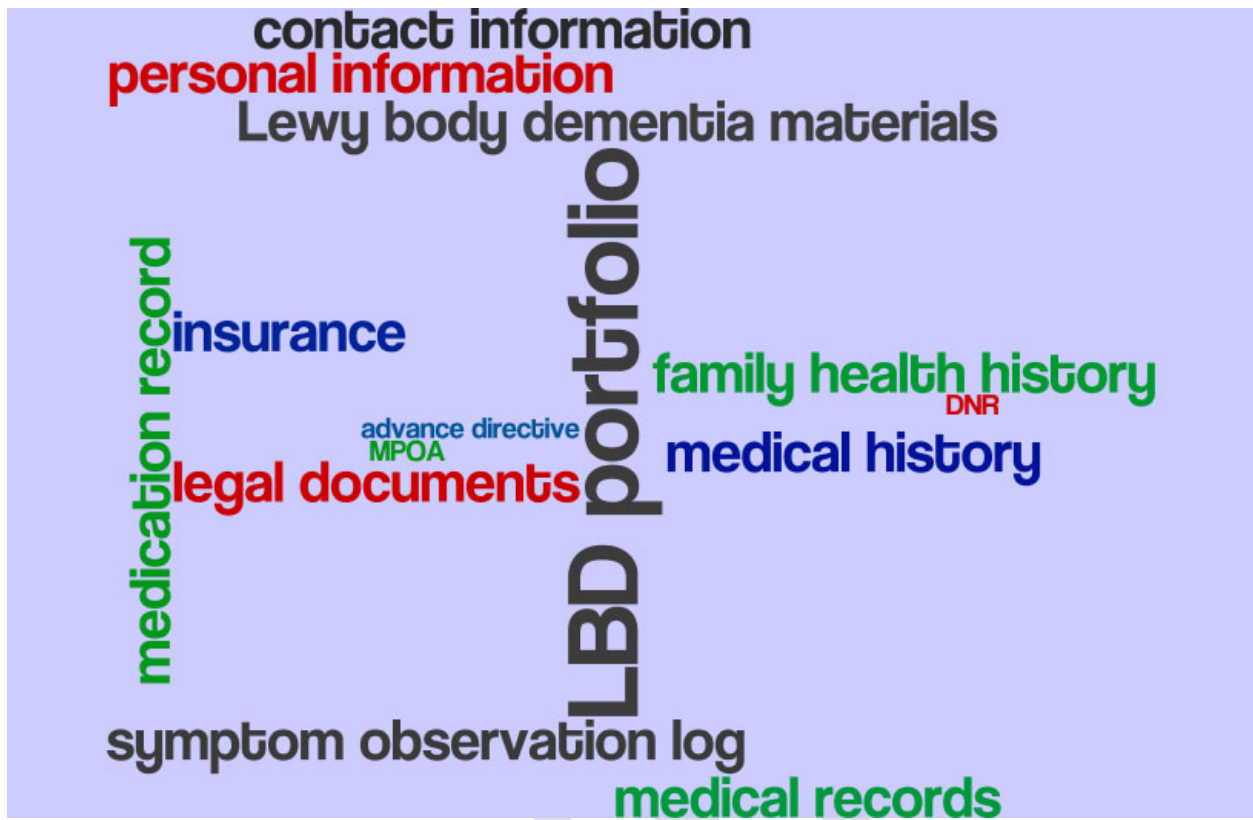 contact information
personal information
Lewy body dementia materials
LBD portfolio
medication record
insurance
family health history
DNR
advance directive
MPOA
medical history
legal documents
symptom observation log
medical records